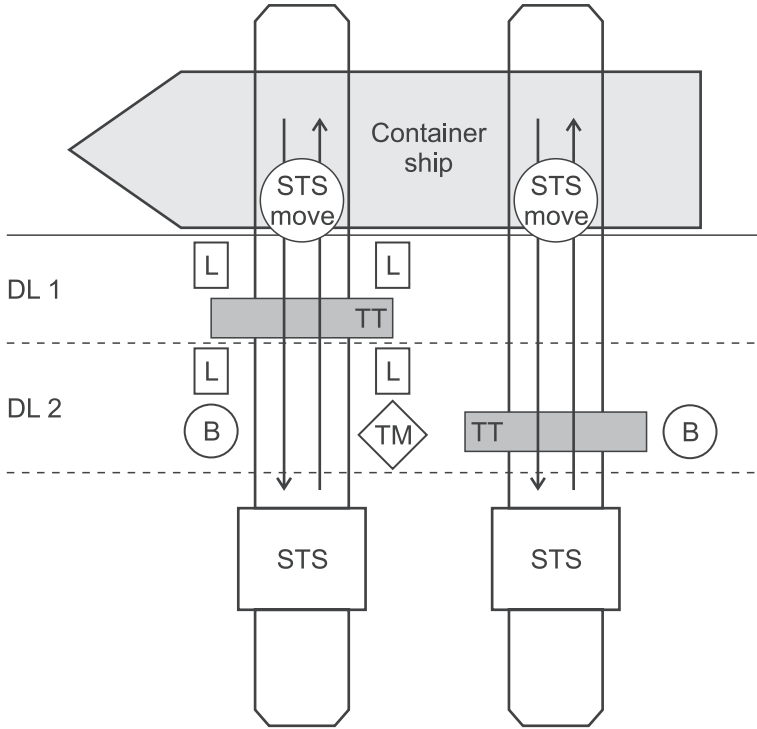 Container
ship
STS
move
STS
move
L
L
DL 1
TT
L
L
DL 2
B
TM
TT
B
STS
STS